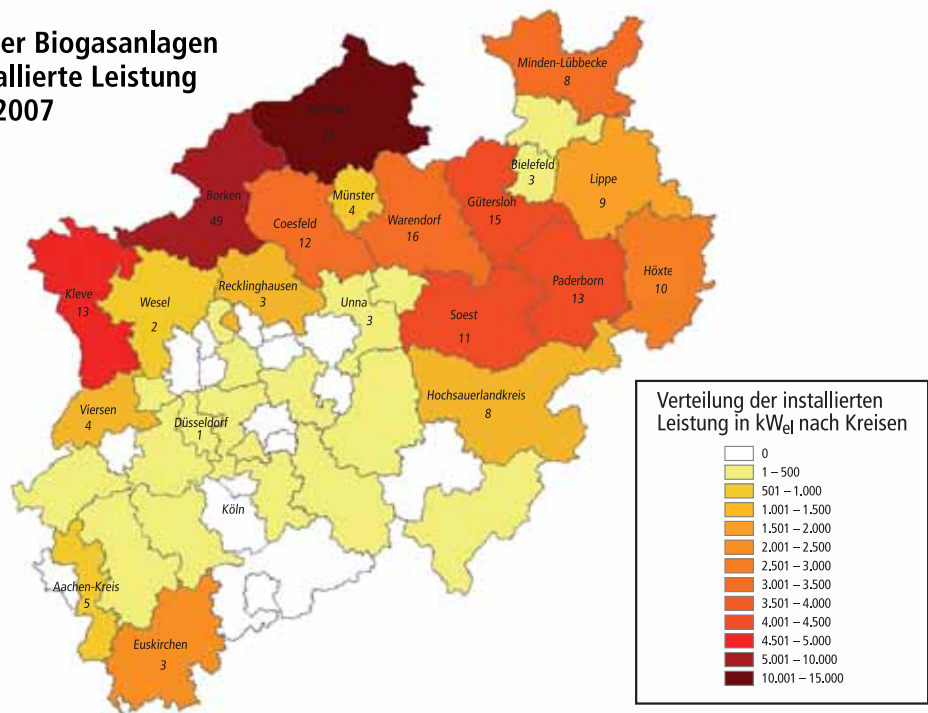 er Biogasanlagen
allierte Leistung
2007
Minden-Lübbecke
8
Steinfurt
25
Bielefeld
3
Lippe
9
Borken
49
Münster
4
Gütersloh
15
Coesfeld
12
Warendorf
16
Höxte
10
Paderborn
13
Kleve
13
Wesel
2
Recklinghausen
3
Unna
3
Soest
11
Hochsauerlandkreis
8
Viersen
4
Düsseldorf
1
Köln
Aachen-Kreis
5
Euskirchen
3
Verteilung der installierten
Leistung in kWel nach Kreisen
0
1 – 500
501 – 1.000
1.001 – 1.500
1.501 – 2.000
2.001 – 2.500
2.501 – 3.000
3.001 – 3.500
3.501 – 4.000
4.001 – 4.500
4.501 – 5.000
5.001 – 10.000
10.001 – 15.000